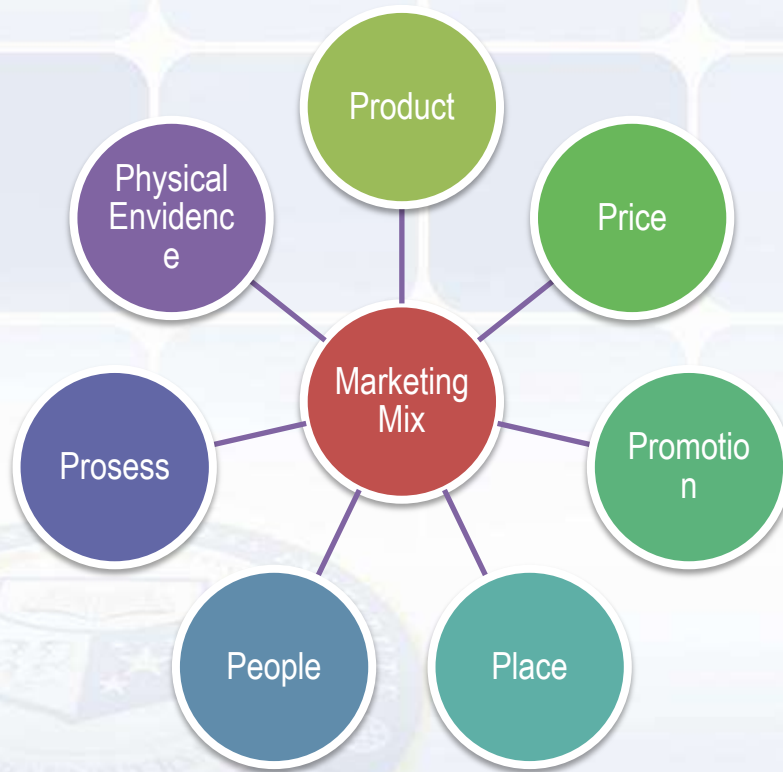 Product
Price
Promotio
n
Place
People
Prosess
Physical
Envidenc
e
Marketing
Mix